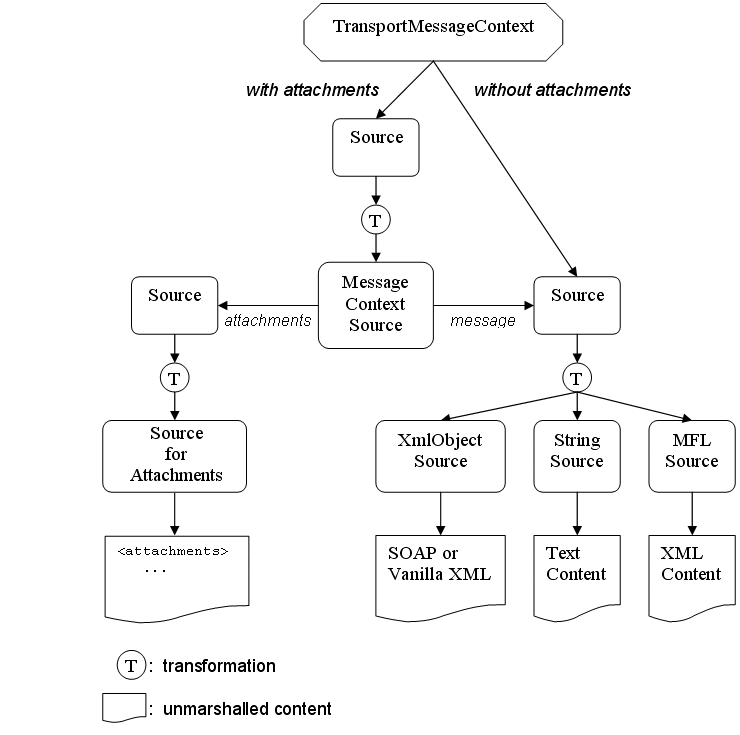 TransportMessageContext
with attachments
without attachments
Source
T
Message
Context
Source
Source
attachments
message
Source
T
T
Source
for
Attachments
XmlObject
Source
String
Source
MFL
Source
<attachments>
...
SOAP or
Vanilla XML
Text
Content
XML
Content
T : transformation
: unmarshalled content